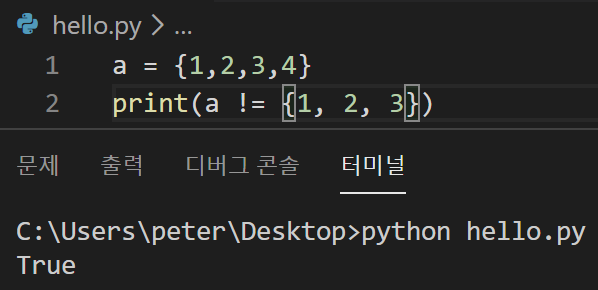 hello.py > ...
1 a = {1,2,3,4}
2 print(a != {1, 2, 3})
문제 출력 디버그 콘솔 터미널
C:\Users\peter\Desktop>python hello.py
True